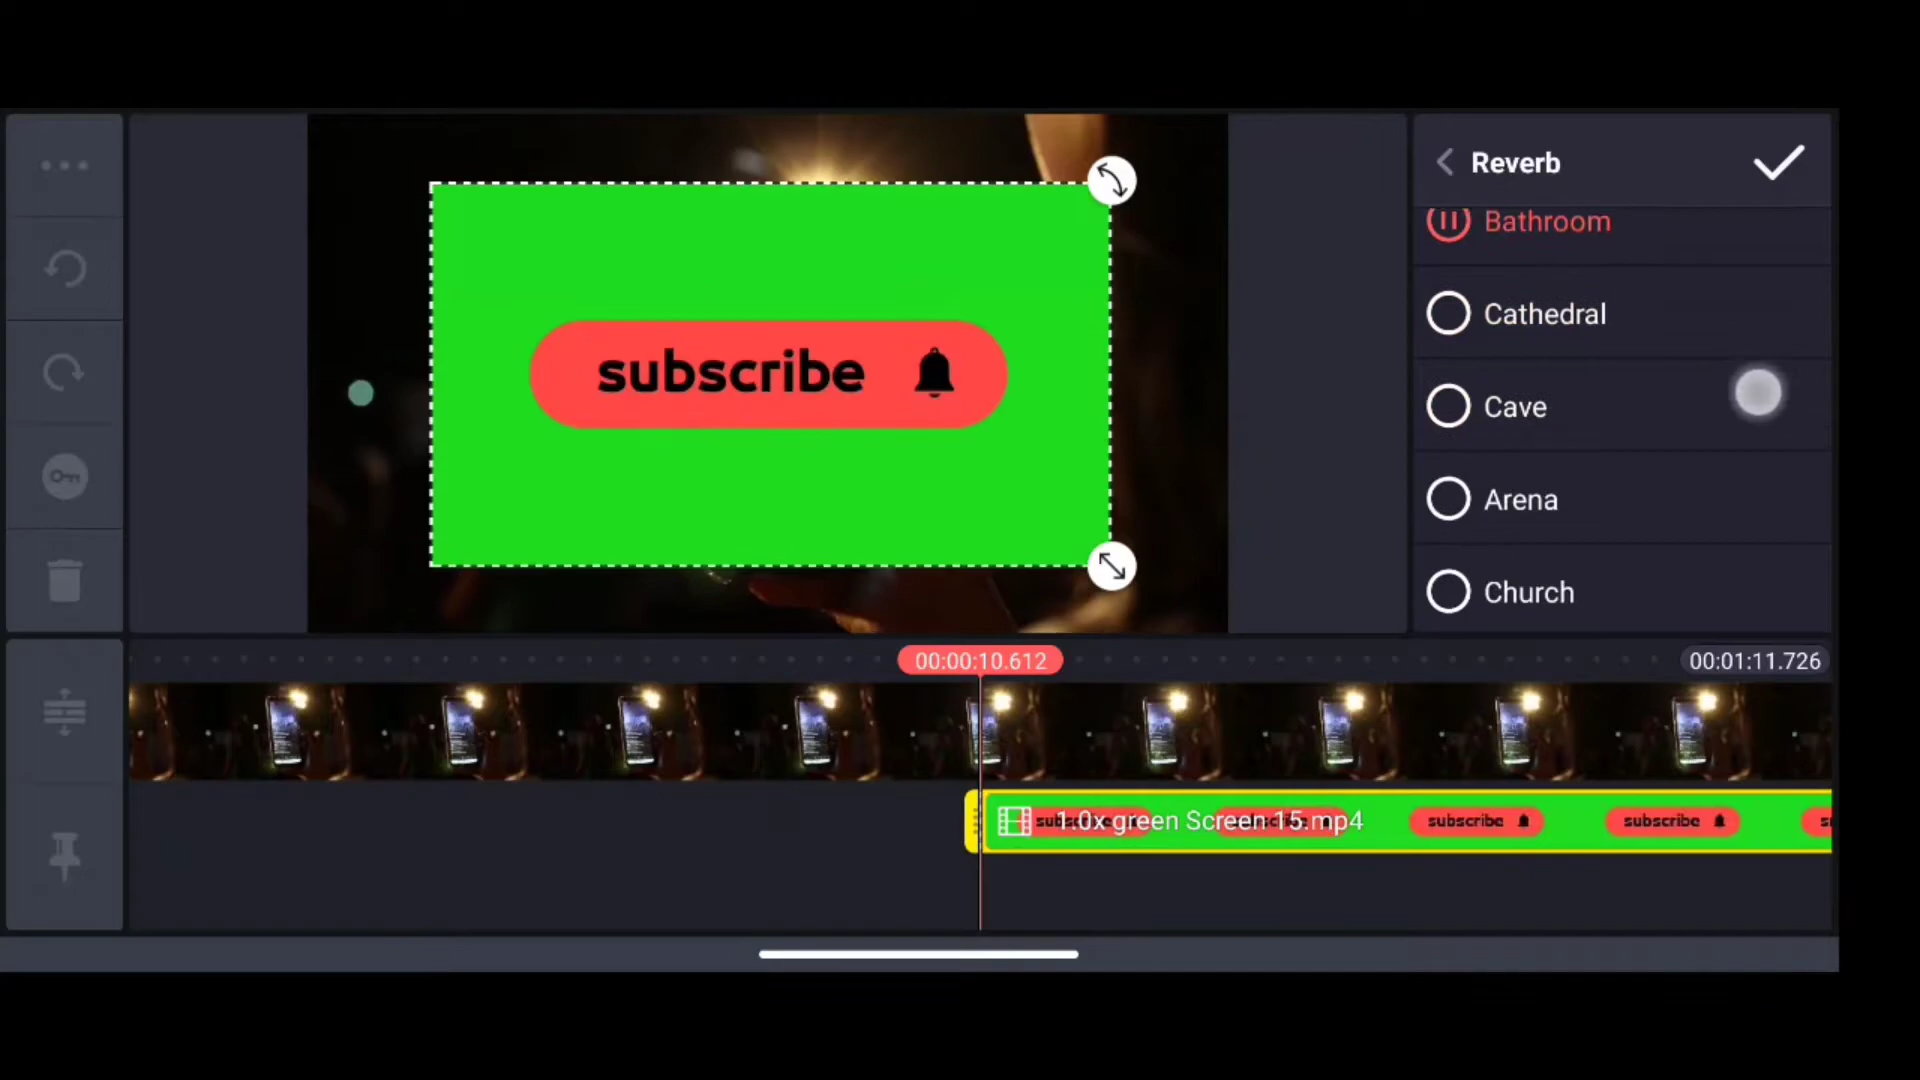 Reverb
Bathroom
Cathedral
Cave
Arena
Church
subscribe
00:00:10.612
00:01:11.726
1.0x green Screen 15.mp4
subscribe
subscribe